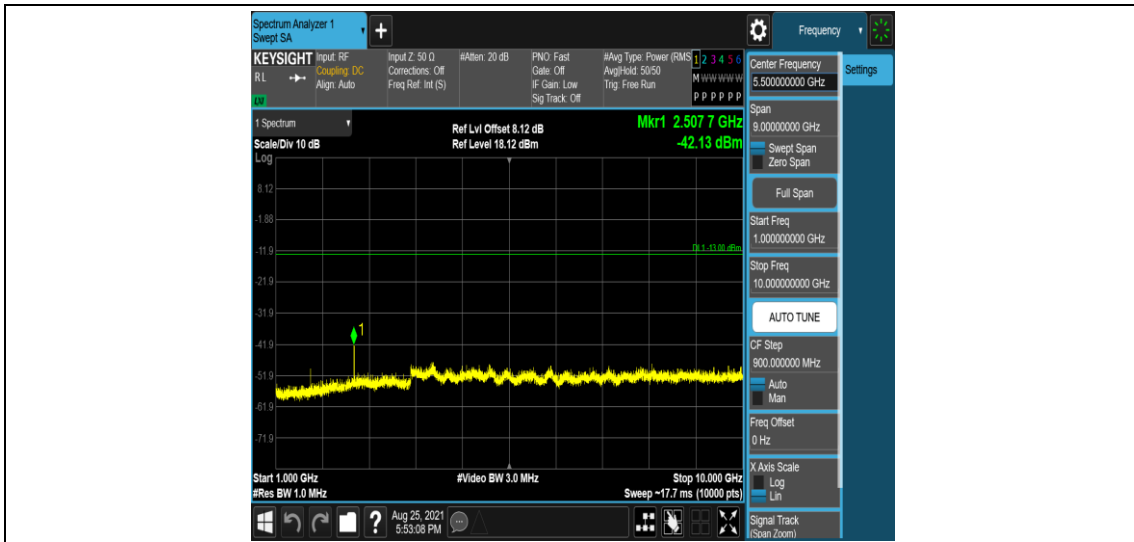 Spectrum Analyzer 1
Swept SA
+
Frequency
KEYSIGHT
RL
LXI
Input: RF
Coupling: DC
Align: Auto
Input Z: 50 Ω
Corrections: Off
Freq Ref: Int (S)
#Atten: 20 dB
PNO: Fast
Gate: Off
IF Gain: Low
Sig Track: Off
#Avg Type: Power (RMS
Avg|Hold: 50/50
Trig: Free Run
1 2 3 4 5 6
M W W W W W
P P P P P P
1 Spectrum
Scale/Div 10 dB
Ref Lvl Offset 8.12 dB
Ref Level 18.12 dBm
Mkr1 2.507 7 GHz
-42.13 dBm
Log
8.12
-1.88
-11.9
DL1 -13.00 dBm
-21.9
-31.9
1
-41.9
-51.9
-61.9
-71.9
Start 1.000 GHz
#Res BW 1.0 MHz
#Video BW 3.0 MHz
Stop 10.000 GHz
Sweep ~17.7 ms (10000 pts)
Center Frequency
5.500000000 GHz
Settings
Span
9.00000000 GHz
Swept Span
Zero Span
Full Span
Start Freq
1.000000000 GHz
Stop Freq
10.000000000 GHz
AUTO TUNE
CF Step
900.000000 MHz
Auto
Man
Freq Offset
0 Hz
X Axis Scale
Log
Lin
Signal Track
(Span Zoom)
?
Aug 25, 2021
5:53:08 PM